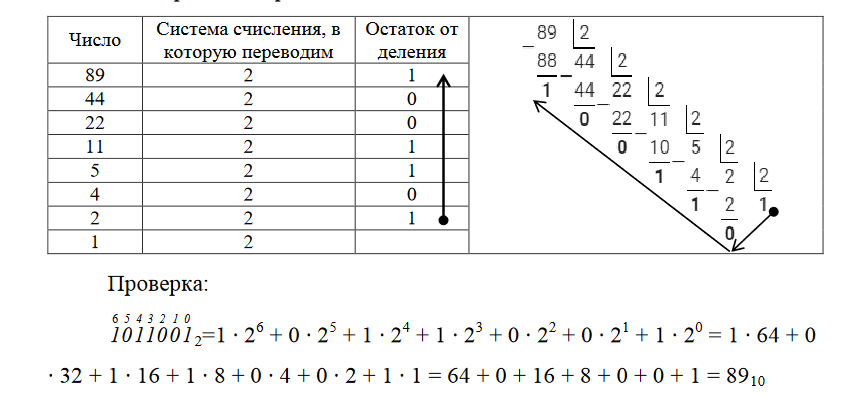 Число Система счисления, в которую переводим Остаток от деления
89 2 1
44 2 0
22 2 0
11 2 1
5 2 1
4 2 0
2 2 1
1 2
89 2
88 44 2
1 44 22 2
0 22 11 2
0 10 5 2
1 4 2 2
1 2 1
0
Проверка:
6 5 4 3 2 1 0
1011001₂=1 · 2⁶ + 0 · 2⁵ + 1 · 2⁴ + 1 · 2³ + 0 · 2² + 0 · 2¹ + 1 · 2⁰ = 1 · 64 + 0
· 32 + 1 · 16 + 1 · 8 + 0 · 4 + 0 · 2 + 1 · 1 = 64 + 0 + 16 + 8 + 0 + 0 + 1 = 89₁₀